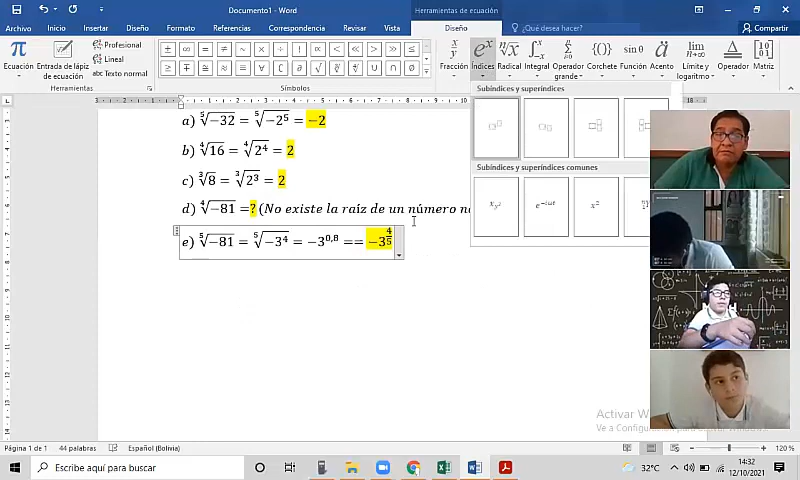 Documento1 - Word
Herramientas de ecuación
Archivo Inicio Insertar Diseño Formato Referencias Correspondencia Revisar Vista Diseño ¿Qué desea hacer? Compartir
π Profesional Lineal abc Texto normal
Ecuación Entrada de lápiz de ecuación
± ∞ = ≠ ~ × ÷ ! ∝ < ≪ > ≫ ≤
≥ ∓ ≅ ≈ ≡ ∀ ∁ ∂ √ ∛ ∜ ∪ ∩ ∅
Fracción Índices Radical Integral Operador grande Corchete Función Acento Límite y logaritmo Operador Matriz
Herramientas Símbolos
Subíndices y superíndices
Subíndices y superíndices comunes
a) ⁵√−32 = ⁵√−2⁵ = −2
b) ⁴√16 = ⁴√2⁴ = 2
c) ³√8 = ³√2³ = 2
d) ⁴√−81 =? (No existe la raíz de un número
e) ⁵√−81 = ⁵√−3⁴ = −3^0,8 == −3^(4/5)
Activar W
Ve a Configuración para activar Windows.
Página 1 de 1 44 palabras Español (Bolivia) 120 %
Escribe aquí para buscar
32°C
14:32
12/10/2021